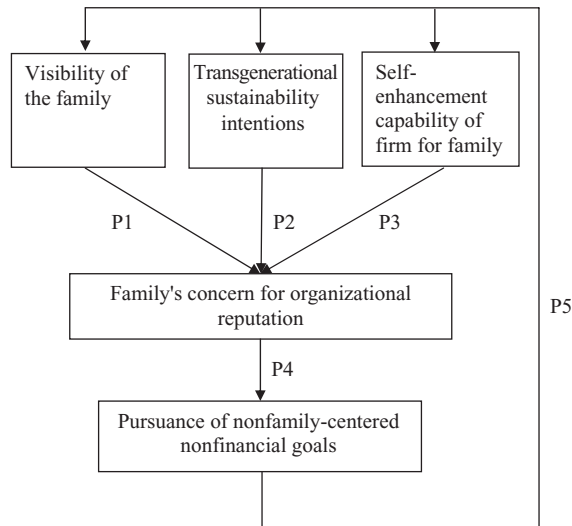 Visibility of
the family
Transgenerational
sustainability
intentions
Self-
enhancement
capability of
firm for family
P1
P2
P3
Family's concern for organizational
reputation
P5
P4
Pursuance of nonfamily-centered
nonfinancial goals